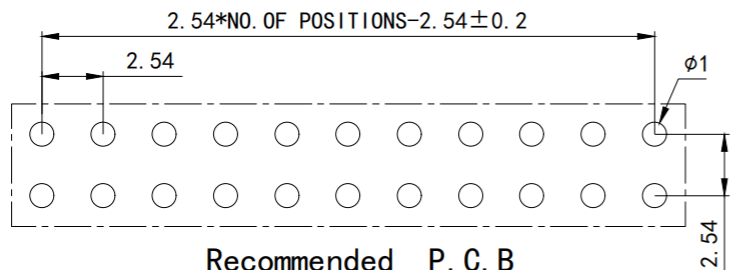 2.54*NO.OF POSITIONS-2.54±0.2
2.54
ϕ1
2.54
Recommended P.C.B